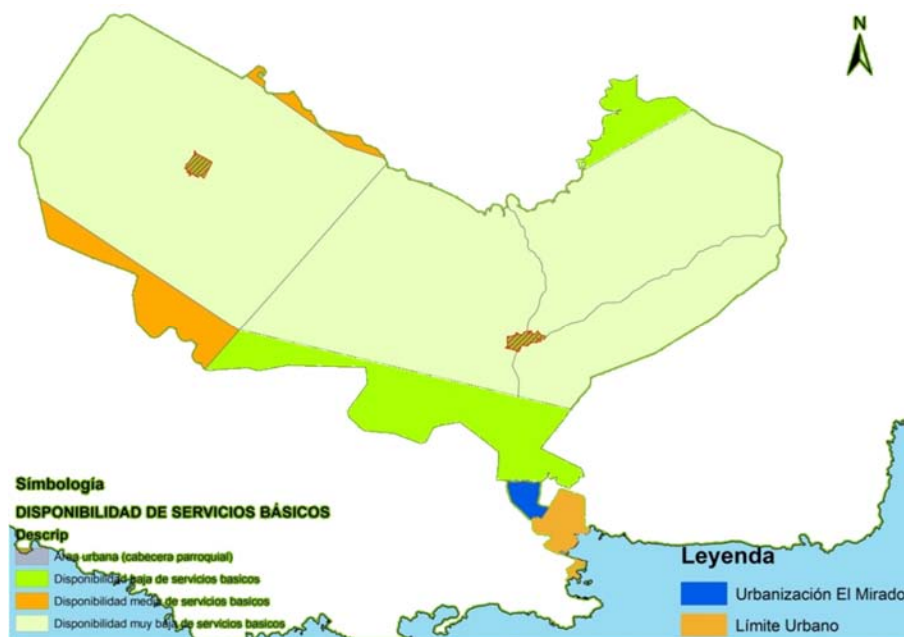 N
Símbología
DISPONIBILIDAD DE SERVICIOS BÁSICOS
Descrip
Área urbana (cabecera parroquial)
Disponibilidad baja de servicios basicos
Disponibilidad media de servicios basicos
Disponibilidad muy baja de servicios basicos
Leyenda
Urbanización El Mirado
Límite Urbano